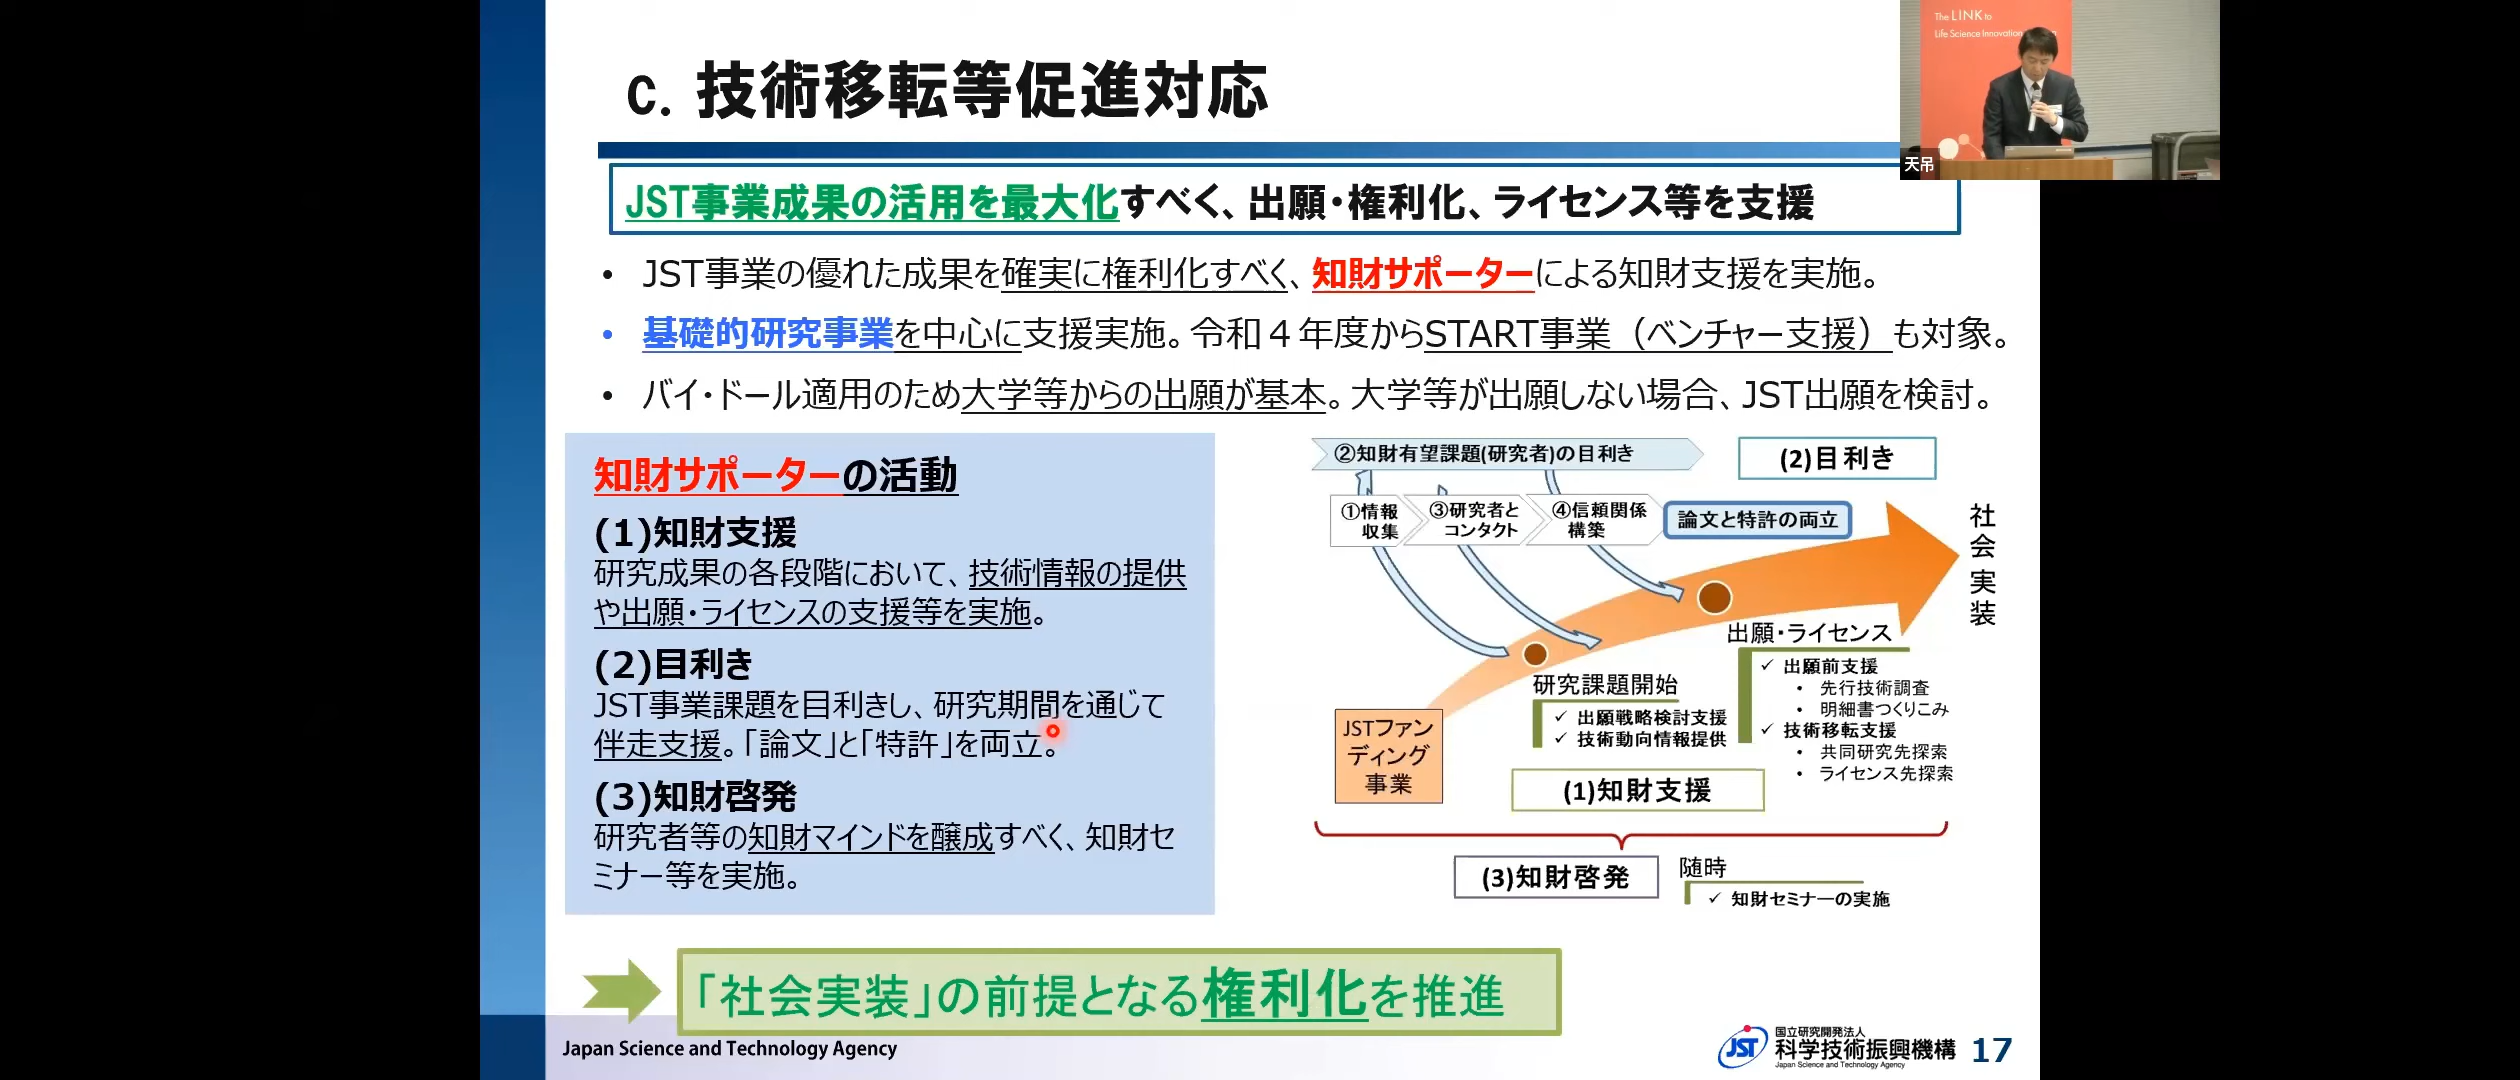 c. 技術移転等促進対応
The LINK to
Life Science Innovation
天吊
JST事業成果の活用を最大化すべく、出願・権利化、ライセンス等を支援
• JST事業の優れた成果を確実に権利化すべく、知財サポーターによる知財支援を実施。
• 基礎的研究事業を中心に支援実施。令和４年度からSTART事業（ベンチャー支援）も対象。
• バイ・ドール適用のため大学等からの出願が基本。大学等が出願しない場合、JST出願を検討。
知財サポーターの活動
(1)知財支援
研究成果の各段階において、技術情報の提供
や出願・ライセンスの支援等を実施。
(2)目利き
JST事業課題を目利きし、研究期間を通じて
伴走支援。「論文」と「特許」を両立。
(3)知財啓発
研究者等の知財マインドを醸成すべく、知財セ
ミナー等を実施。
②知財有望課題(研究者)の目利き
(2)目利き
①情報
収集
③研究者と
コンタクト
④信頼関係
構築
論文と特許の両立
社会実装
出願・ライセンス
✓ 出願前支援
• 先行技術調査
• 明細書つくりこみ
✓ 技術移転支援
• 共同研究先探索
• ライセンス先探索
研究課題開始
✓ 出願戦略検討支援
✓ 技術動向情報提供
JSTファン
ディング
事業
(1)知財支援
(3)知財啓発
随時
✓ 知財セミナーの実施
「社会実装」の前提となる権利化を推進
Japan Science and Technology Agency
JST
国立研究開発法人
科学技術振興機構
Japan Science and Technology Agency
17